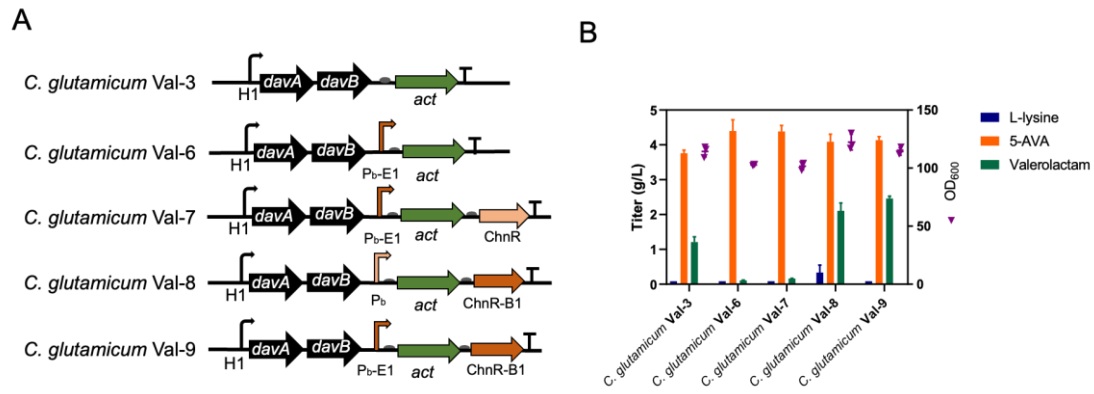 A
C. glutamicum Val-3
H1
davA
davB
act
C. glutamicum Val-6
H1
davA
davB
Pb-E1
act
C. glutamicum Val-7
H1
davA
davB
Pb-E1
act
ChnR
C. glutamicum Val-8
H1
davA
davB
Pb
act
ChnR-B1
C. glutamicum Val-9
H1
davA
davB
Pb-E1
act
ChnR-B1
B
Titer (g/L)
5
4
3
2
1
0
150
100
50
0
OD600
L-lysine
5-AVA
Valerolactam
C. glutamicum Val-3
C. glutamicum Val-6
C. glutamicum Val-7
C. glutamicum Val-8
C. glutamicum Val-9